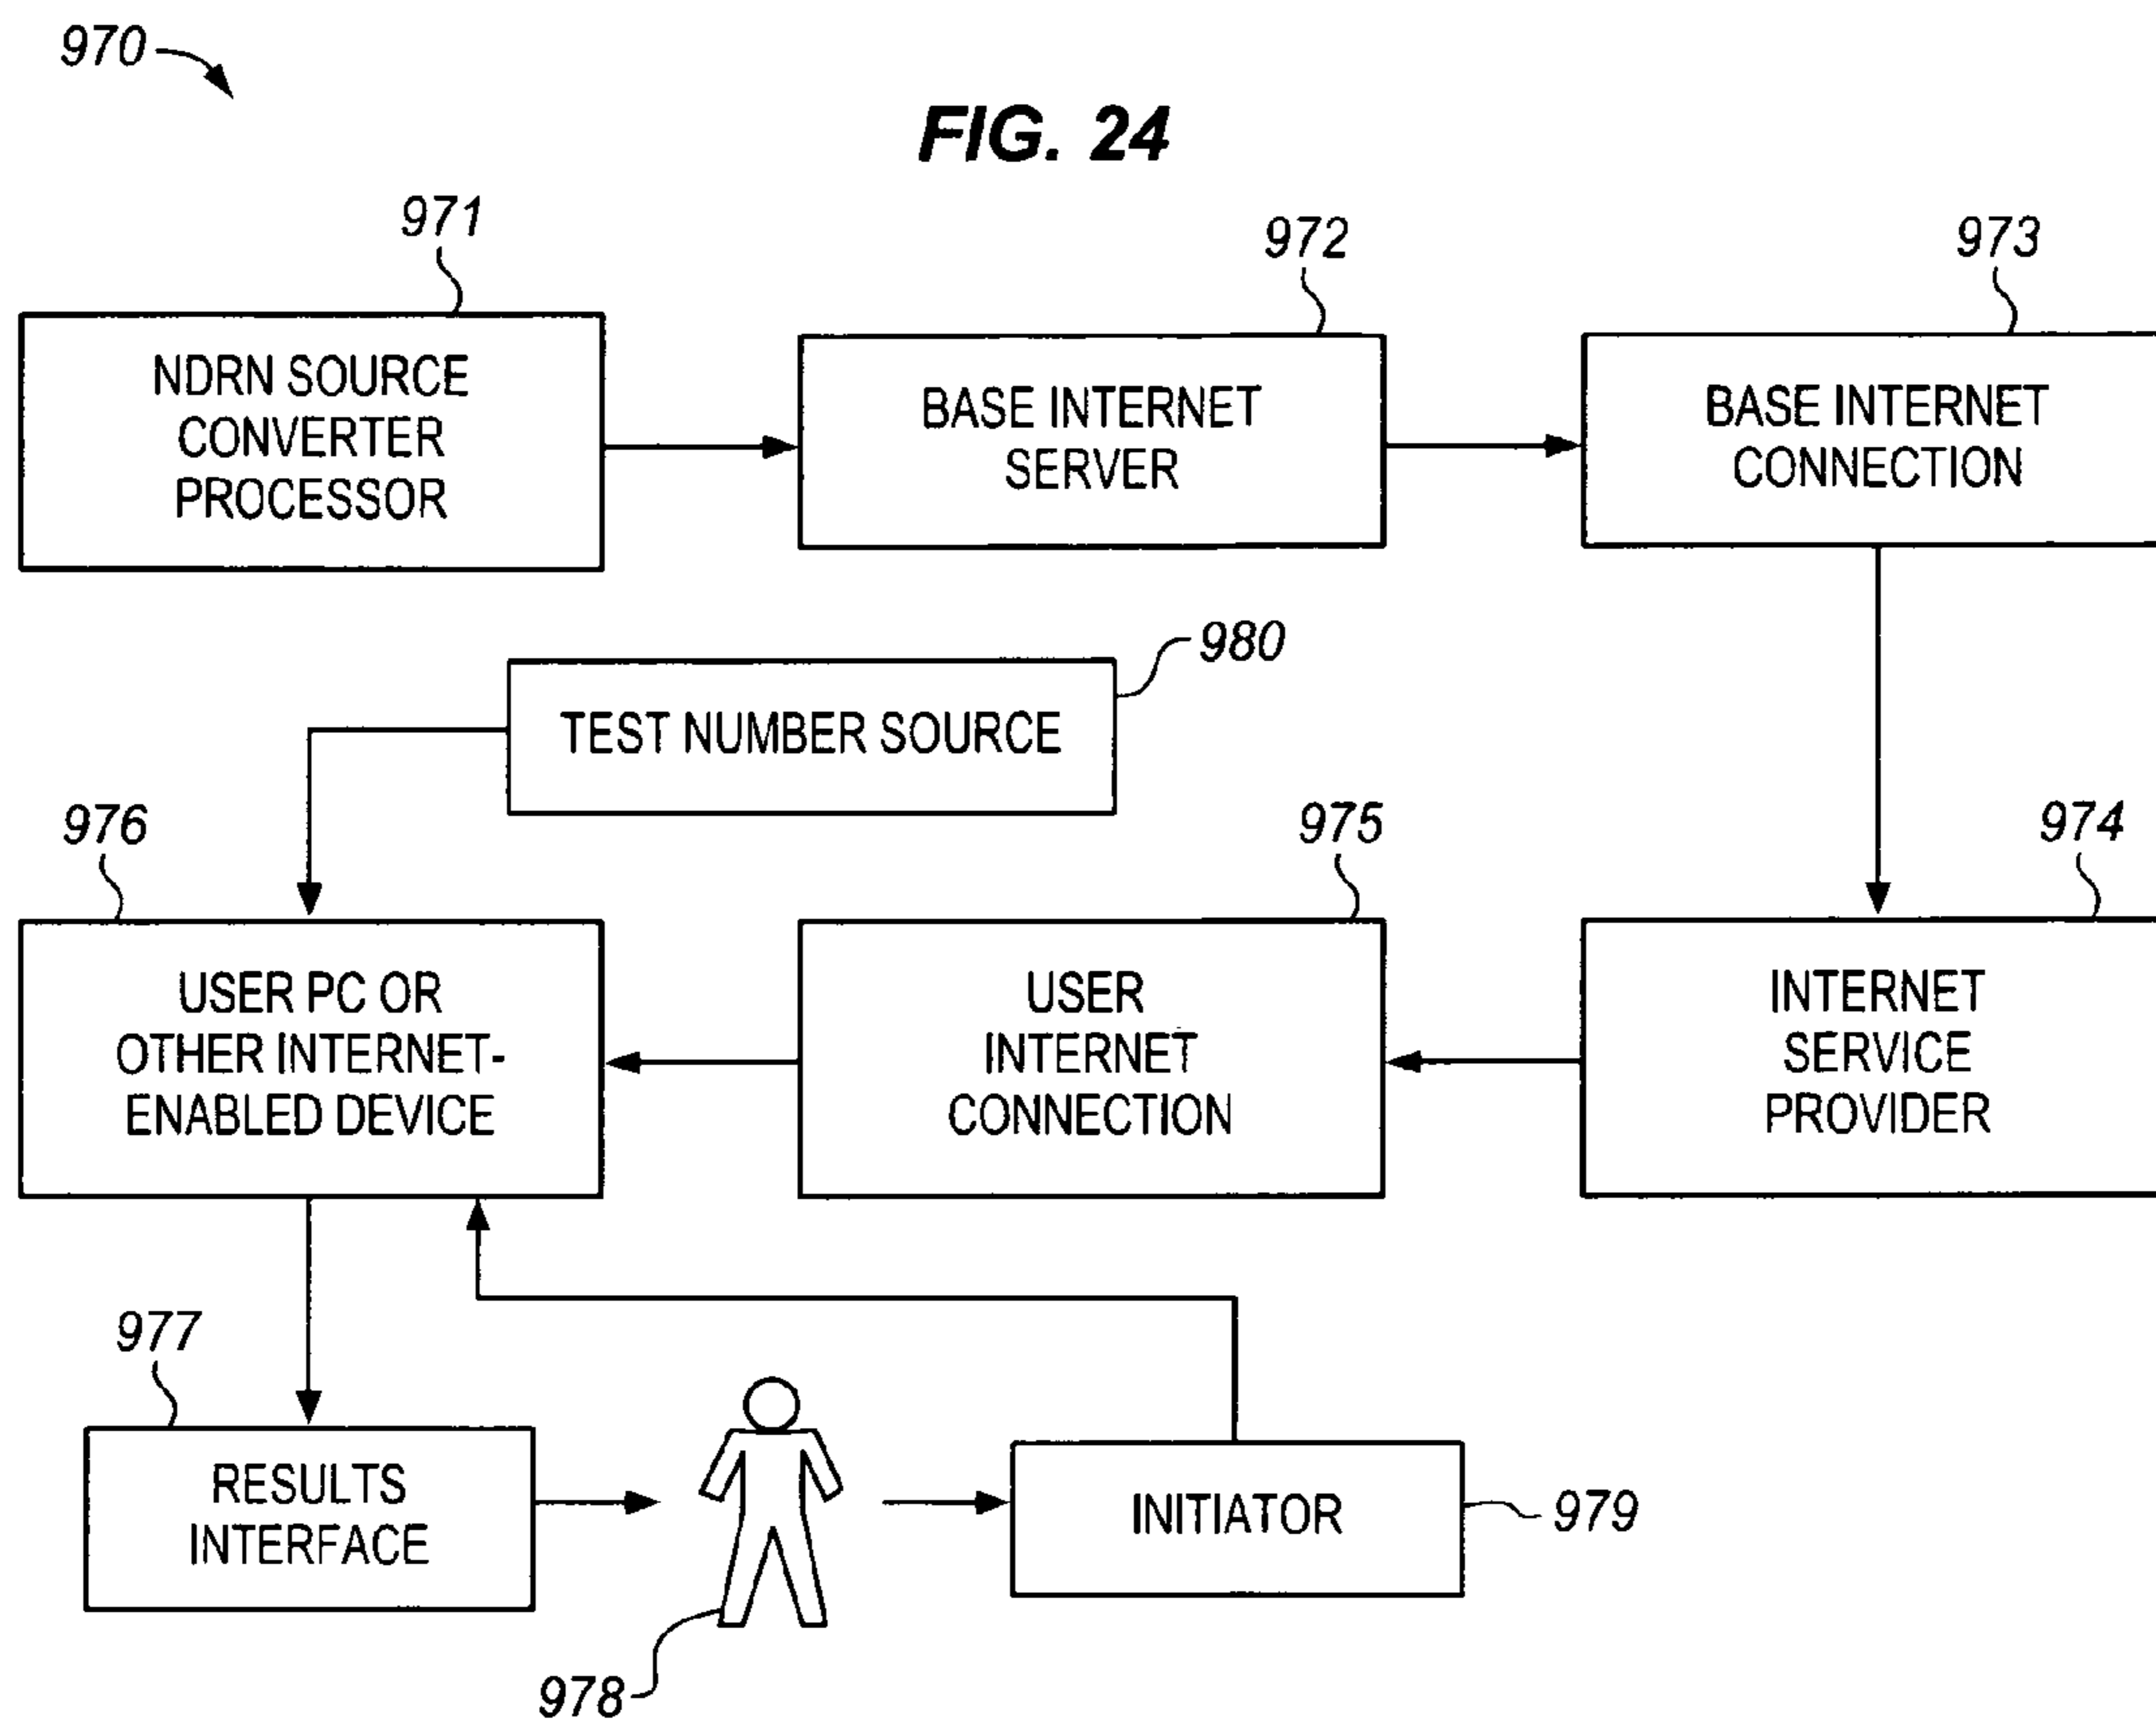 970
FIG. 24
971
972
973
NDRN SOURCE
CONVERTER
PROCESSOR
BASE INTERNET
SERVER
BASE INTERNET
CONNECTION
980
TEST NUMBER SOURCE
976
975
974
USER PC OR
OTHER INTERNET-
ENABLED DEVICE
USER
INTERNET
CONNECTION
INTERNET
SERVICE
PROVIDER
977
RESULTS
INTERFACE
INITIATOR
979
978